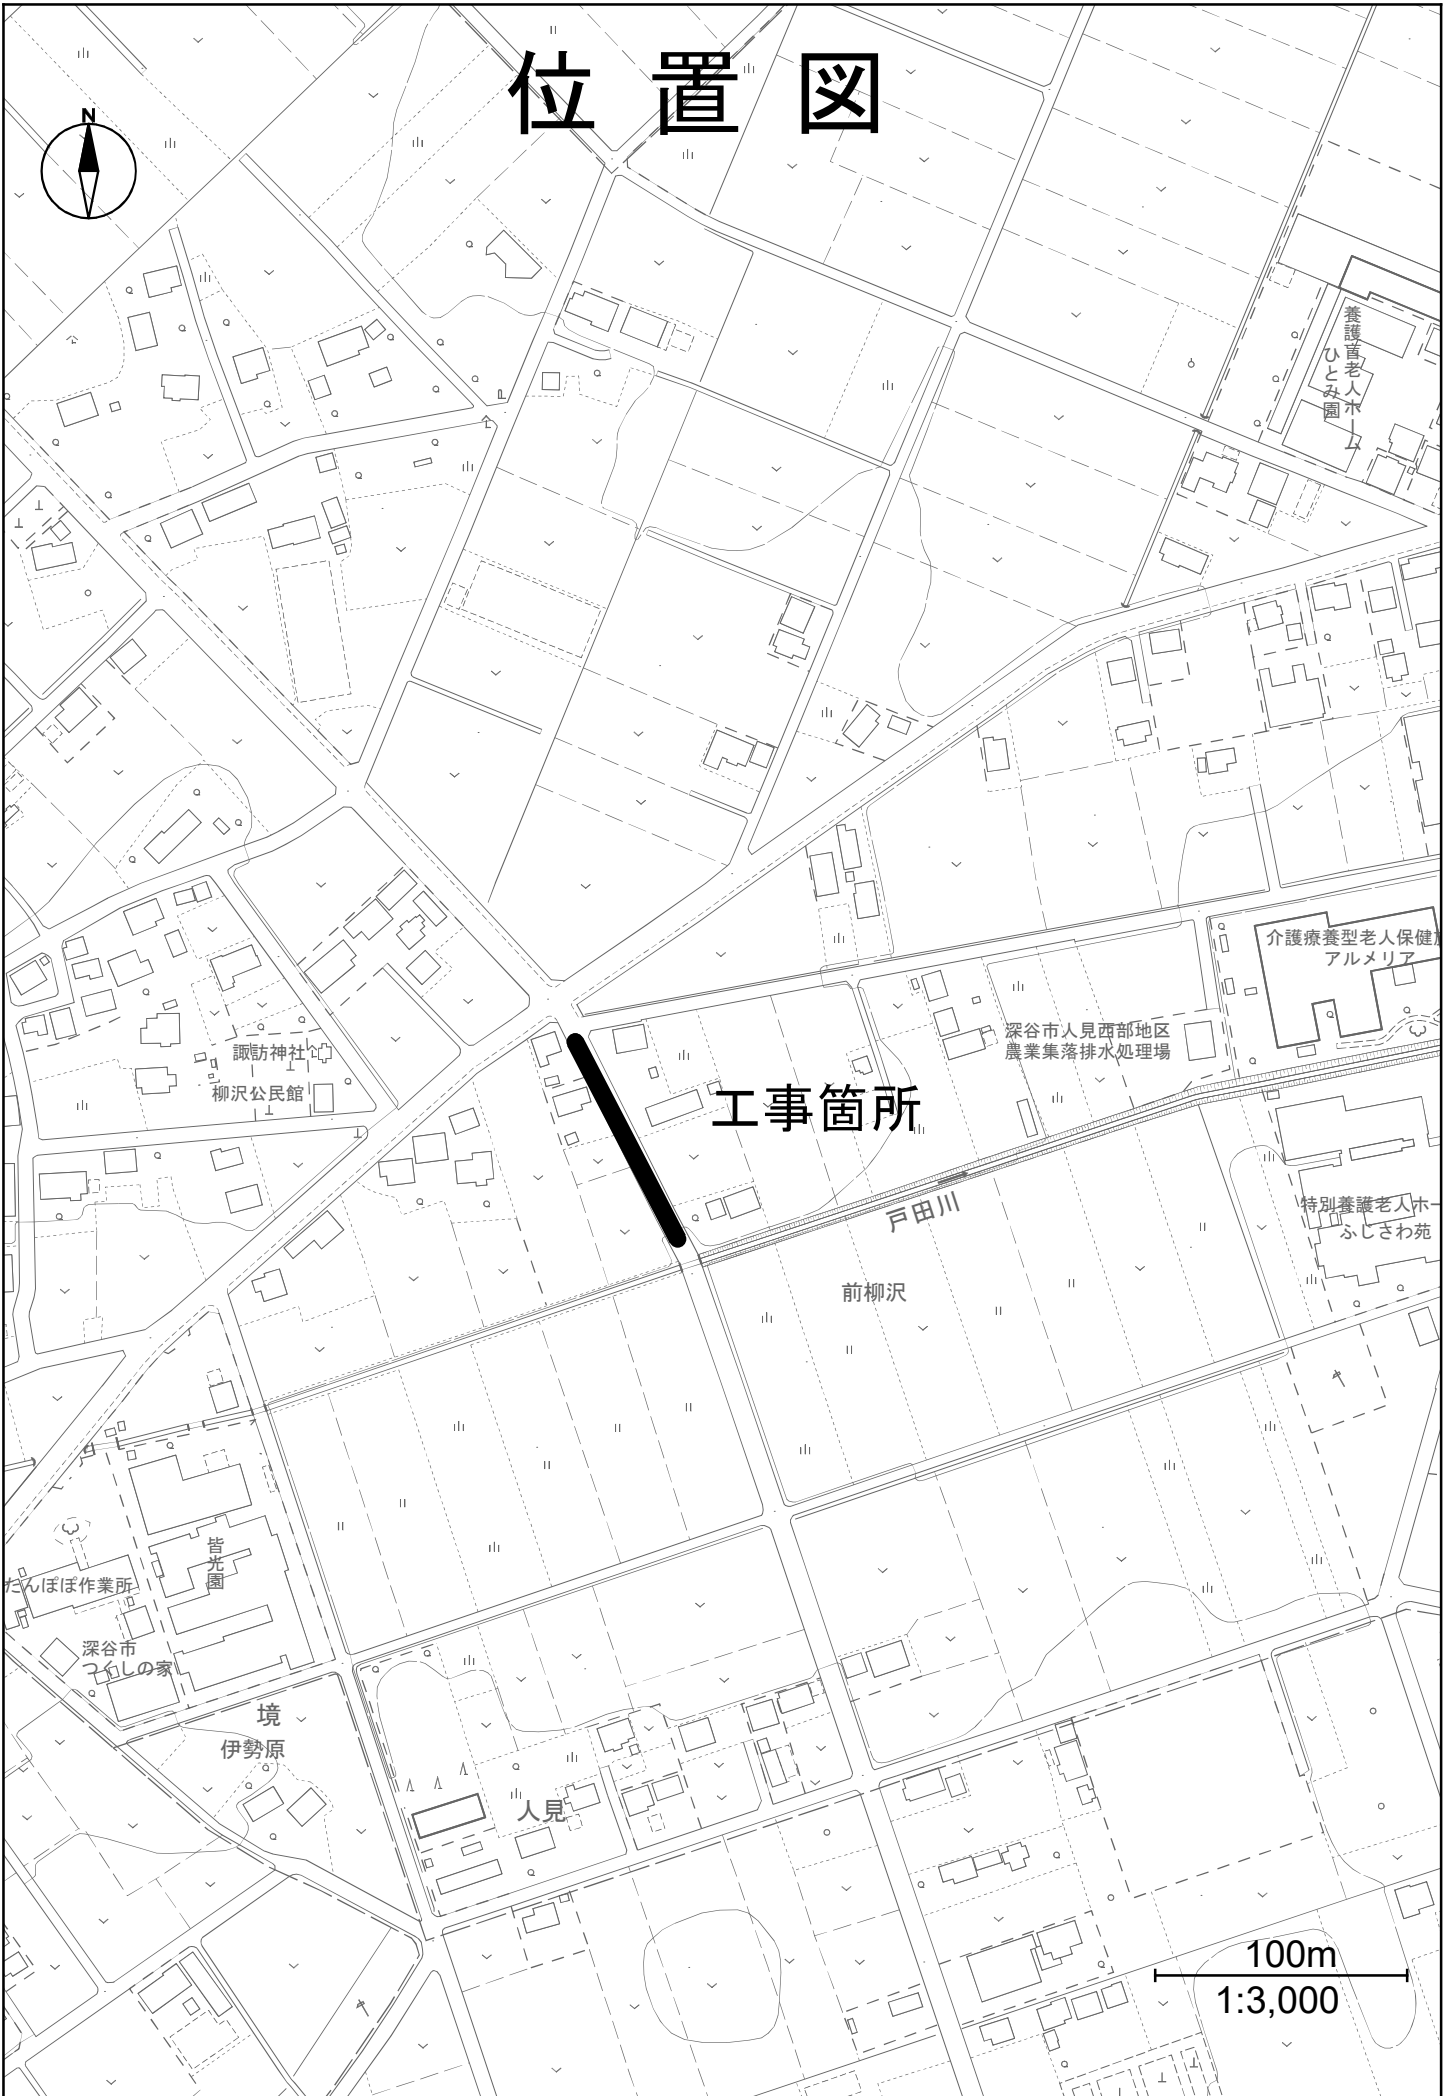 位置図
N
養護盲老人ホーム
ひとみ園
介護療養型老人保健施
アルメリア
深谷市人見西部地区
農業集落排水処理場
諏訪神社
柳沢公民館
工事箇所
戸田川
特別養護老人ホー
ふじさわ苑
前柳沢
皆光園
たんぽぽ作業所
深谷市
つくしの家
境
伊勢原
人見
100m
1:3,000